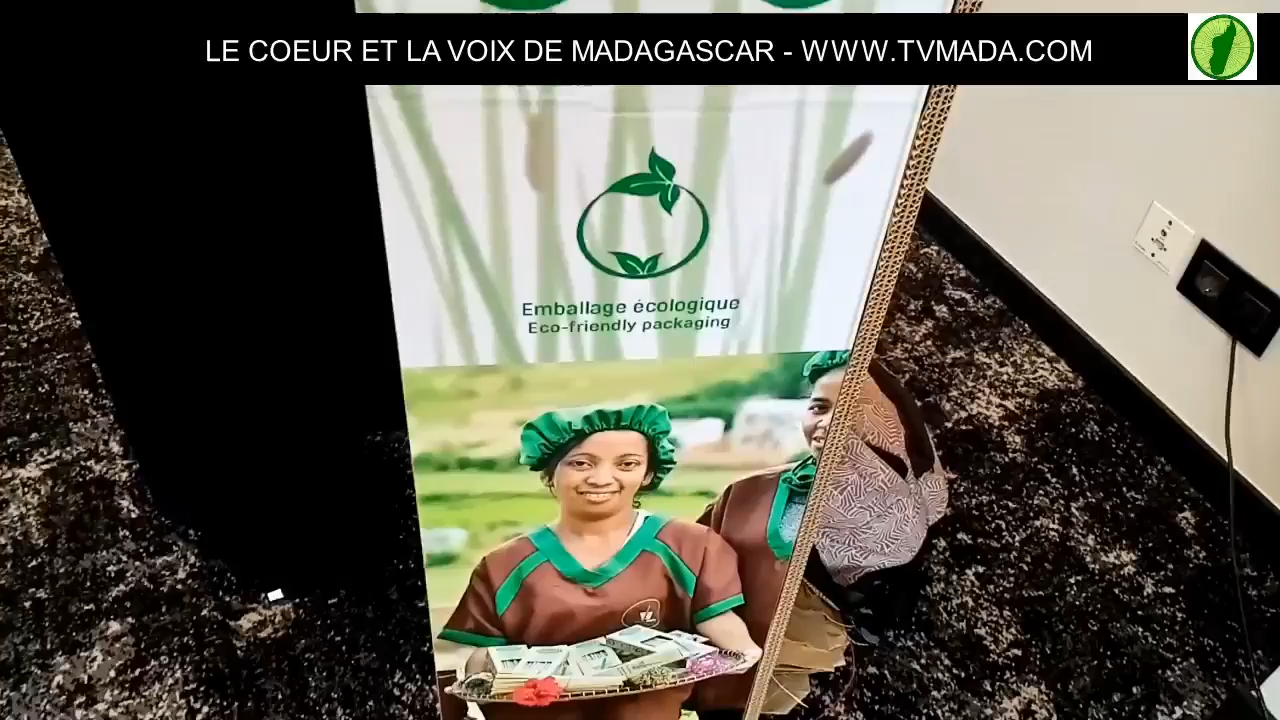 LE COEUR ET LA VOIX DE MADAGASCAR - WWW.TVMADA.COM
Emballage écologique
Eco-friendly packaging